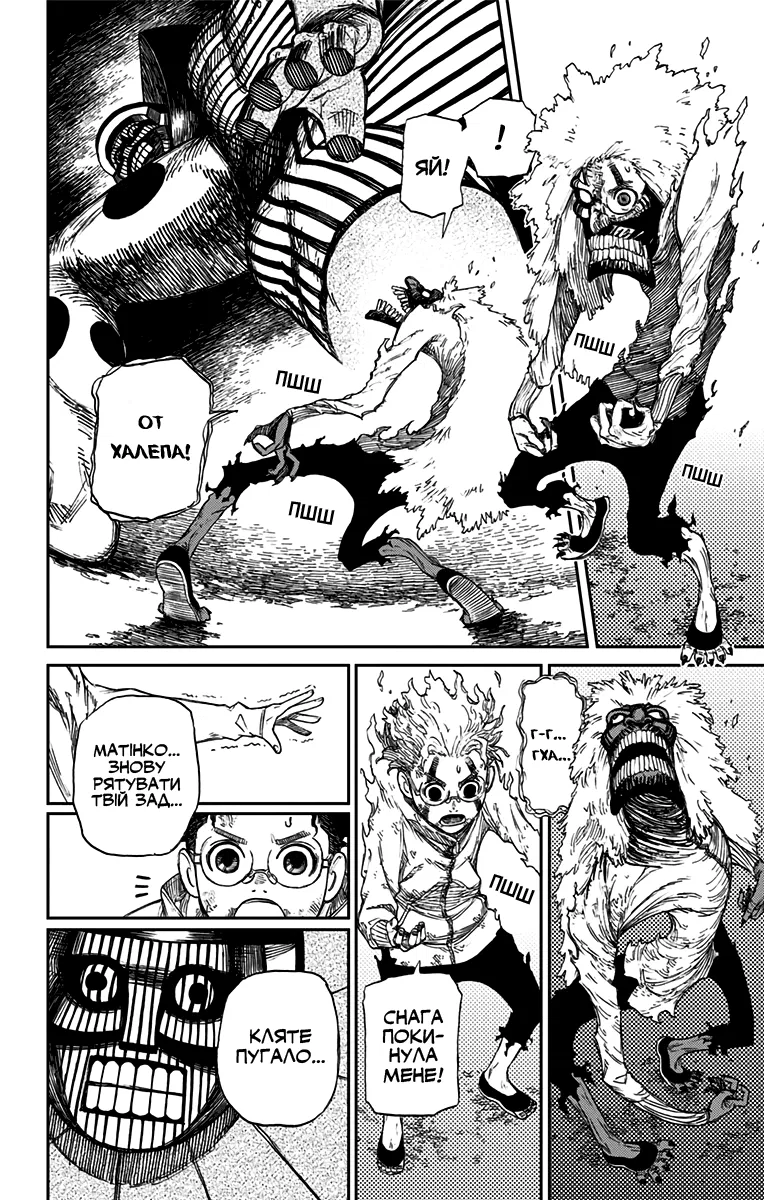 !
ПШШ
ПШШ
ЯЙ!
ПШШ
ПШШ
ОТ
ХАЛЕПА!
Г-Г...
ГХА...
ПШШ
СНАГА
ПОКИ-
НУЛА
МЕНЕ!
МАТІНКО...
ЗНОВУ
РЯТУВАТИ
ТВІЙ ЗАД...
КЛЯТЕ
ПУГАЛО...